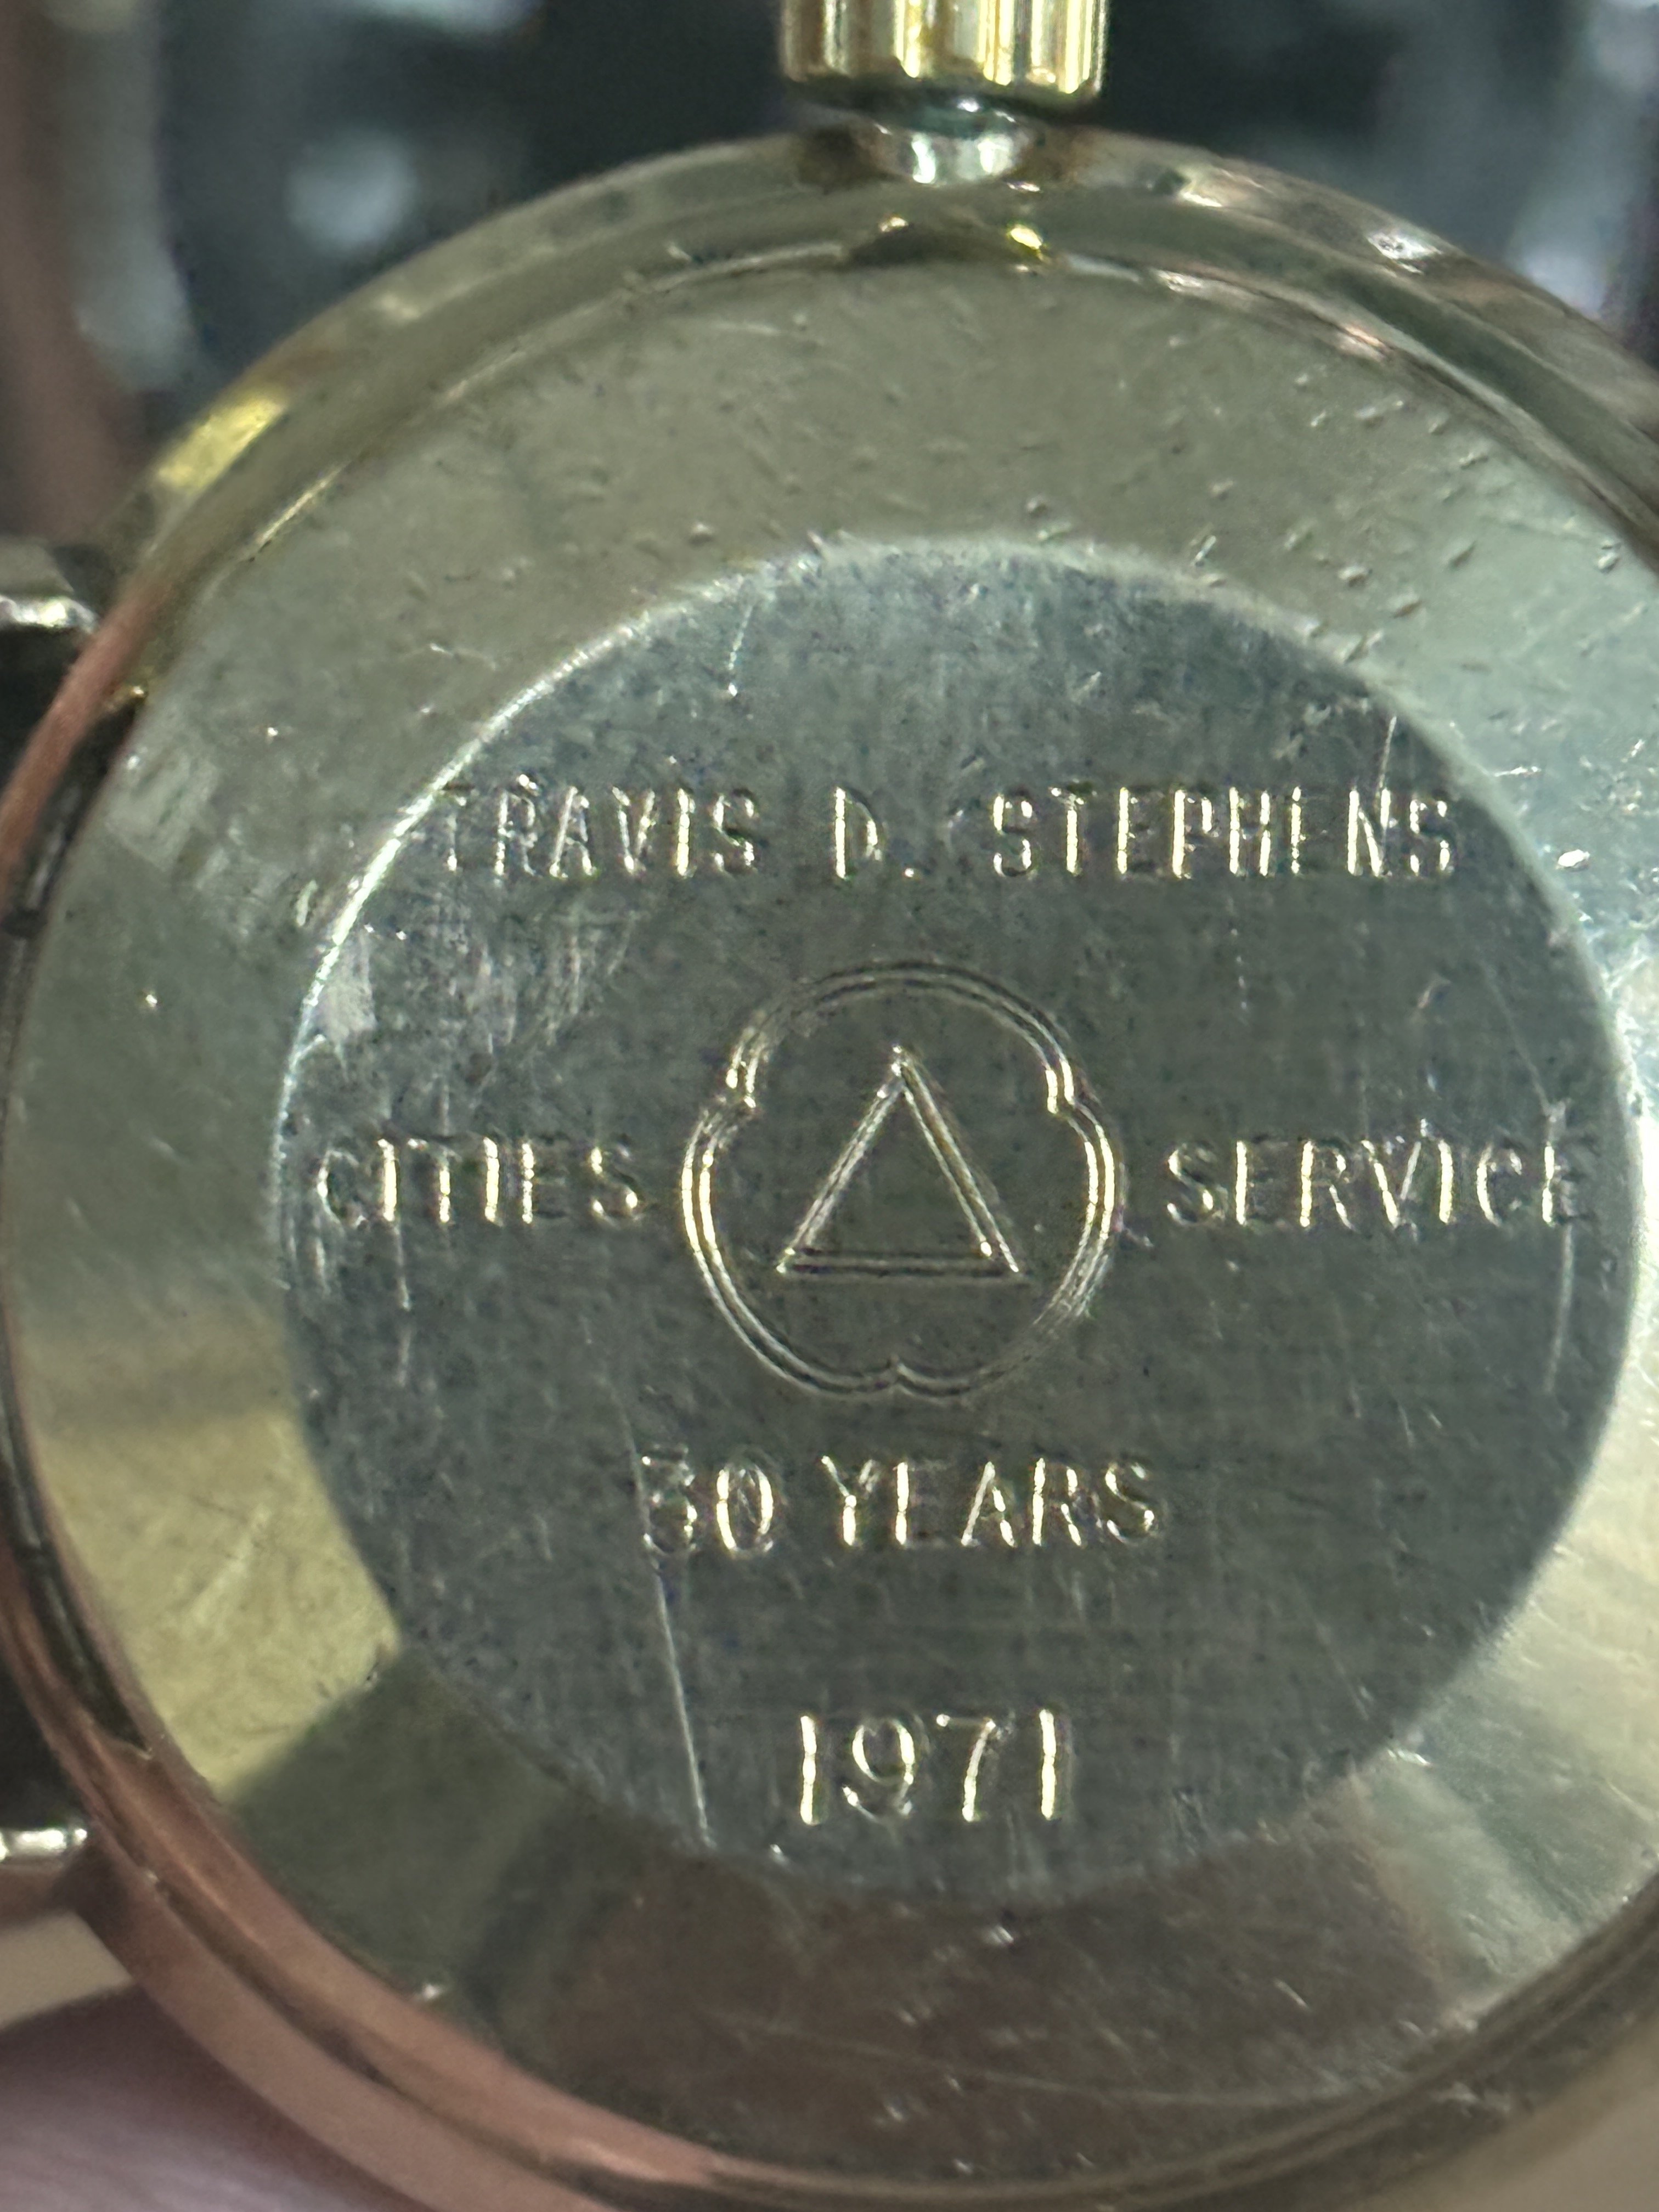 TRAVIS D. STEPHENS
CITIES SERVICE
30 YEARS
1971